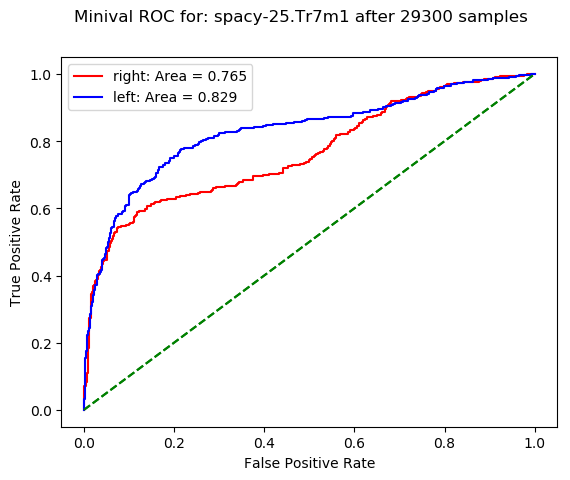 Minival ROC for: spacy-25.Tr7m1 after 29300 samples
right: Area = 0.765
left: Area = 0.829
1.0
0.8
0.6
0.4
0.2
0.0
True Positive Rate
0.0 0.2 0.4 0.6 0.8 1.0
False Positive Rate